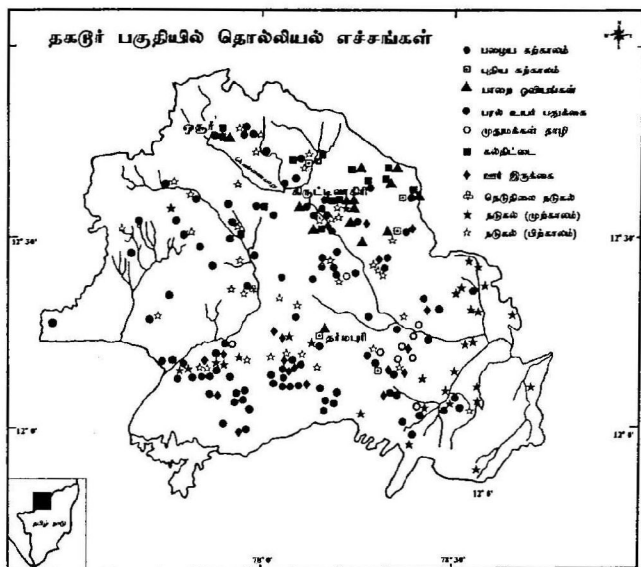 தகடூர் பகுதியில் தொல்லியல் எச்சங்கள்
பழைய கற்காலம்
புதிய கற்காலம்
பாறை ஓவியங்கள்
பரல் உயர் பதுக்கை
முதுமக்கள் தாழி
கல்திட்டை
ஊர் இருக்கை
நெடுநிலை நடுகல்
நடுகல் (முற்காலம்)
நடுகல் (பிற்காலம்)
ஒசூர்
கிருட்டிணகிரி
12° 30'
12° 30'
தர்மபுரி
12° 0'
12° 0'
தமிழ் நாடு
78° 0'
78° 30'